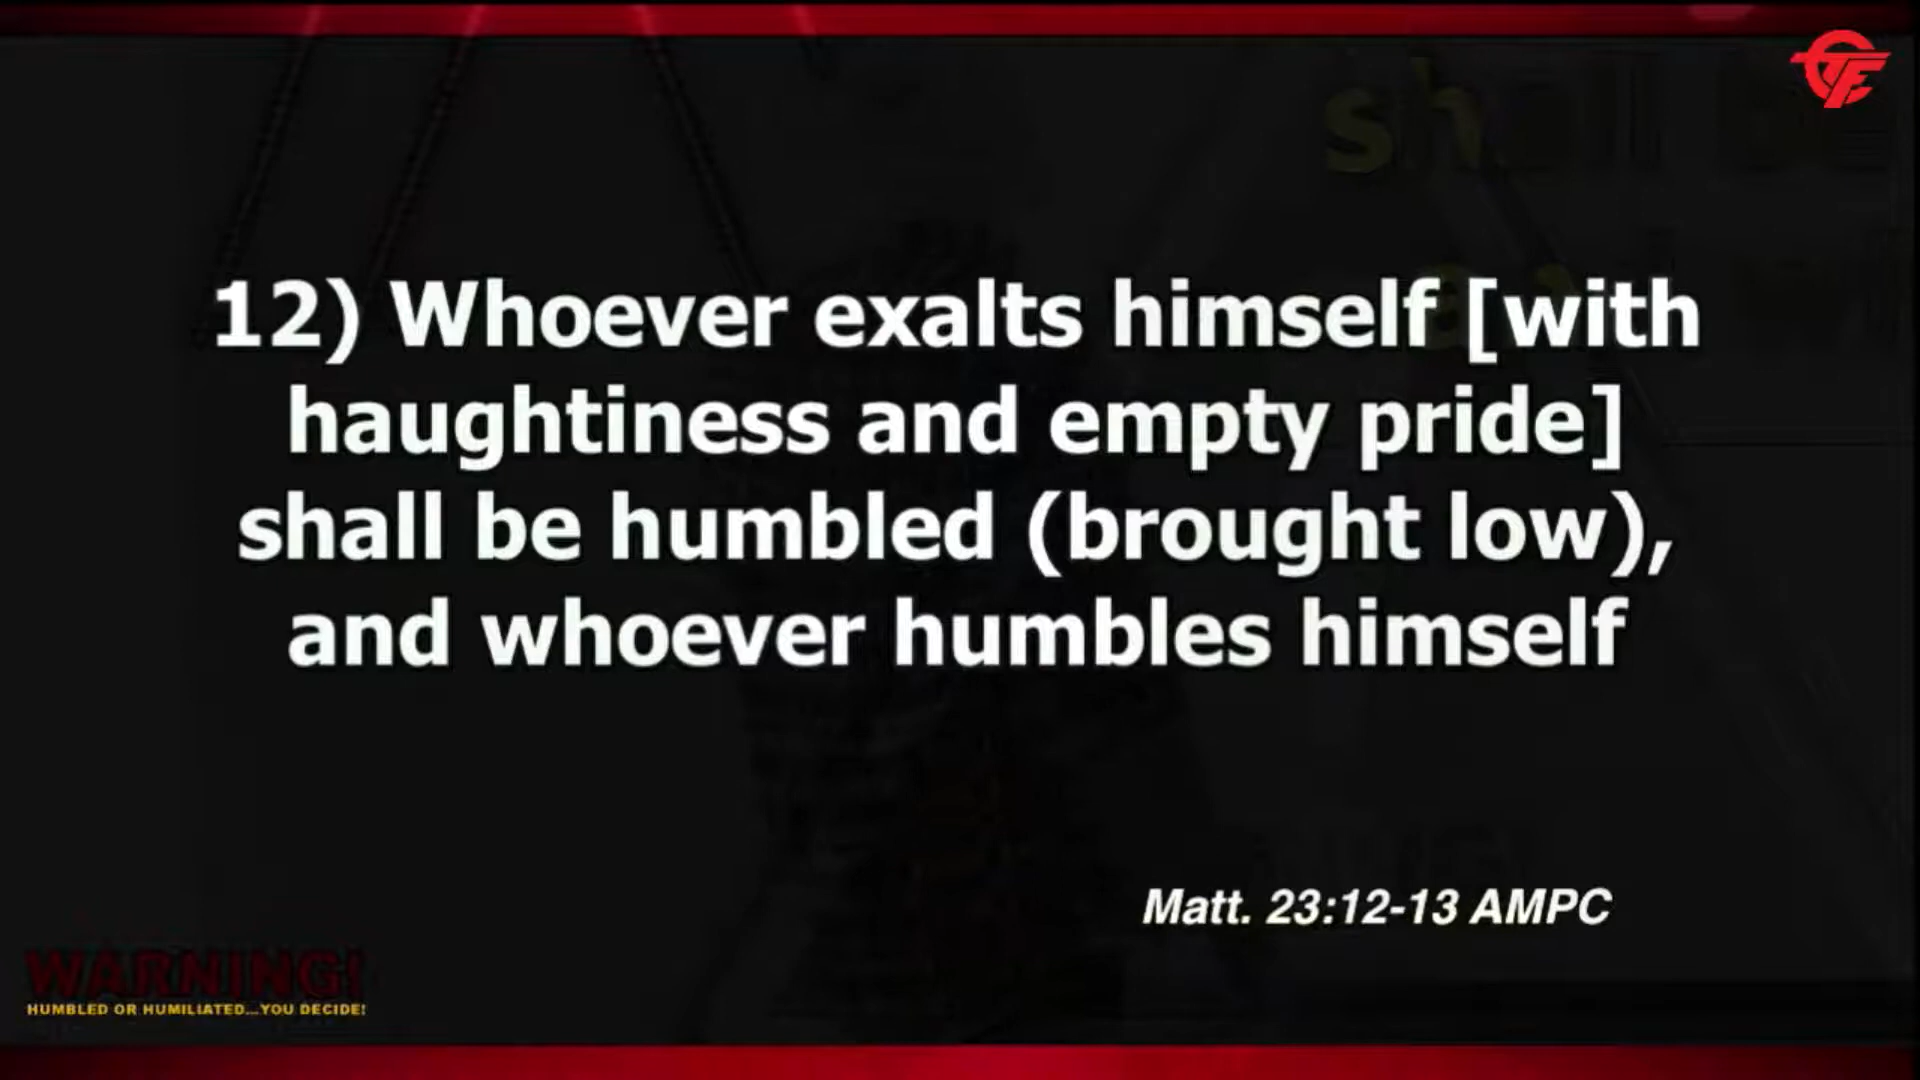 12) Whoever exalts himself [with
haughtiness and empty pride]
shall be humbled (brought low),
and whoever humbles himself
Matt. 23:12-13 AMPC
WARNING!
HUMBLED OR HUMILIATED...YOU DECIDE!